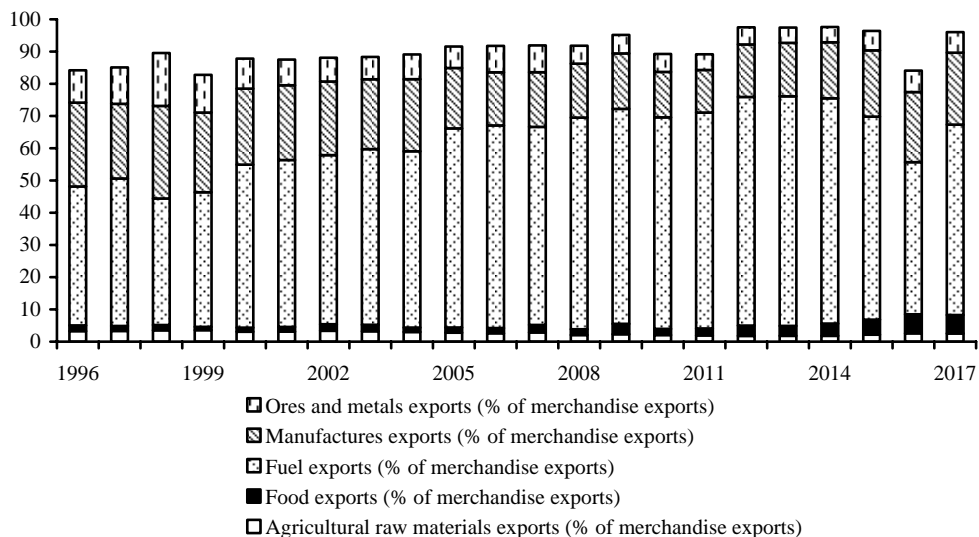 100
90
80
70
60
50
40
30
20
10
0
1996 1999 2002 2005 2008 2011 2014 2017
Ores and metals exports (% of merchandise exports)
Manufactures exports (% of merchandise exports)
Fuel exports (% of merchandise exports)
Food exports (% of merchandise exports)
Agricultural raw materials exports (% of merchandise exports)